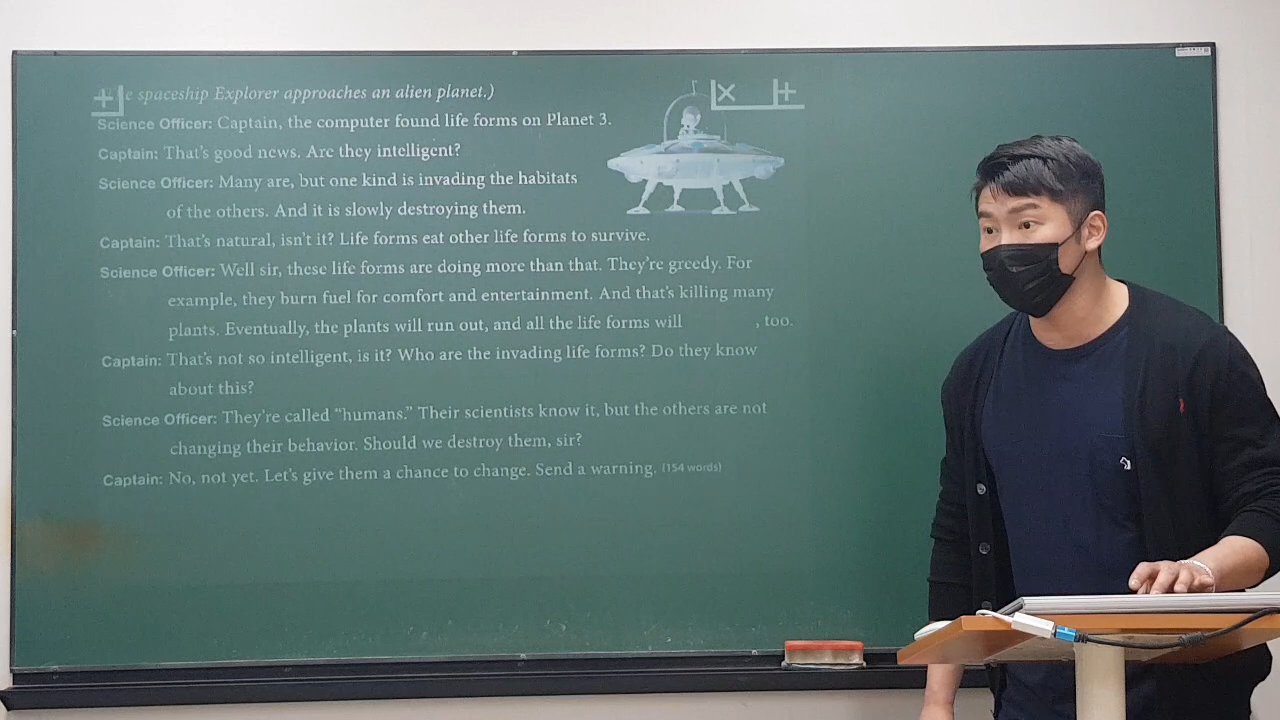 spaceship Explorer approaches an alien planet.)
Science Officer: Captain, the computer found life forms on Planet 3.
Captain: That's good news. Are they intelligent?
Science Officer: Many are, but one kind is invading the habitats
of the others. And it is slowly destroying them.
Captain: That's natural, isn't it? Life forms eat other life forms to survive.
Science Officer: Well sir, these life forms are doing more than that. They're greedy. For
example, they burn fuel for comfort and entertainment. And that's killing many
plants. Eventually, the plants will run out, and all the life forms will , too.
Captain: That's not so intelligent, is it? Who are the invading life forms? Do they know
about this?
Science Officer: They're called "humans." Their scientists know it, but the others are not
changing their behavior. Should we destroy them, sir?
Captain: No, not yet. Let's give them a chance to change. Send a warning. (154 words)